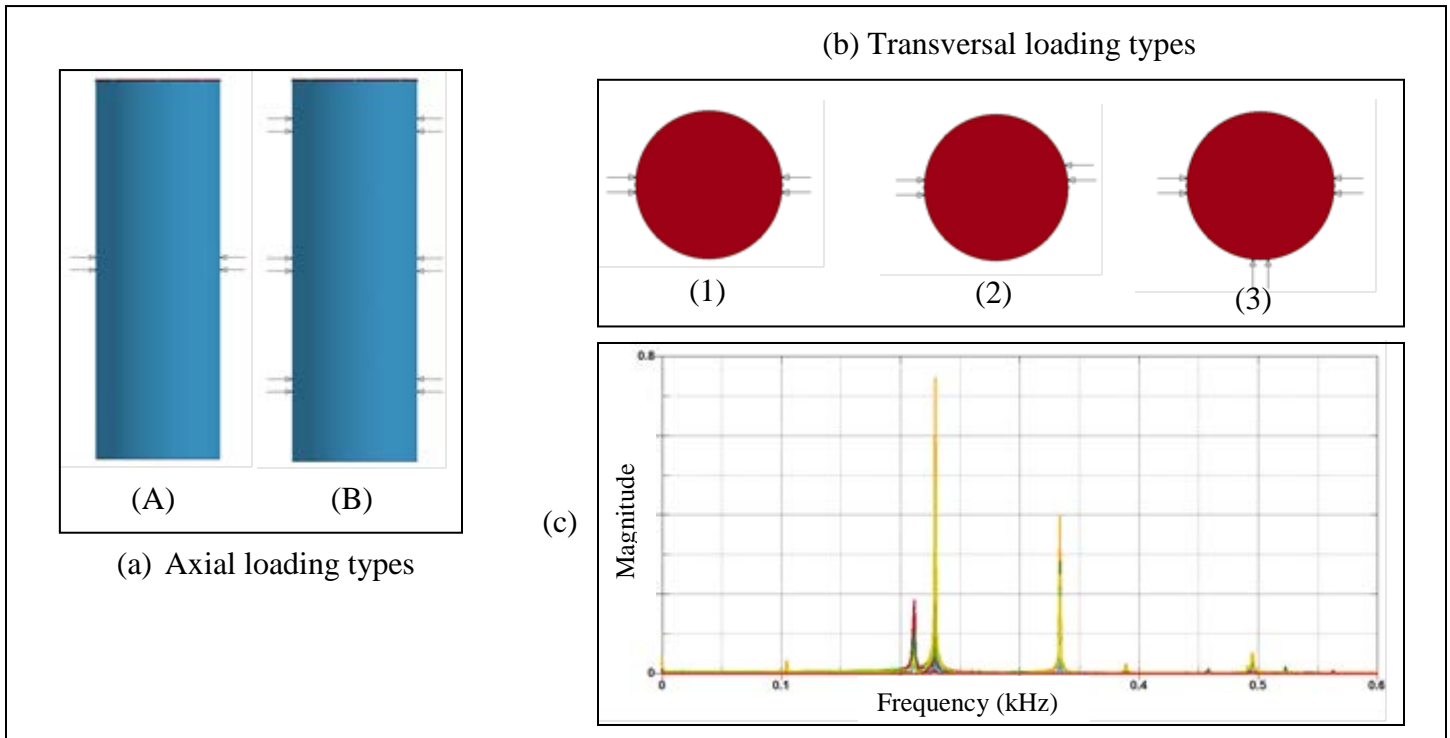 (b) Transversal loading types
(A)
(B)
(a) Axial loading types
(1)
(2)
(3)
(c)
0.8
Magnitude
0
0
0.1
0.4
0.5
0.6
Frequency (kHz)